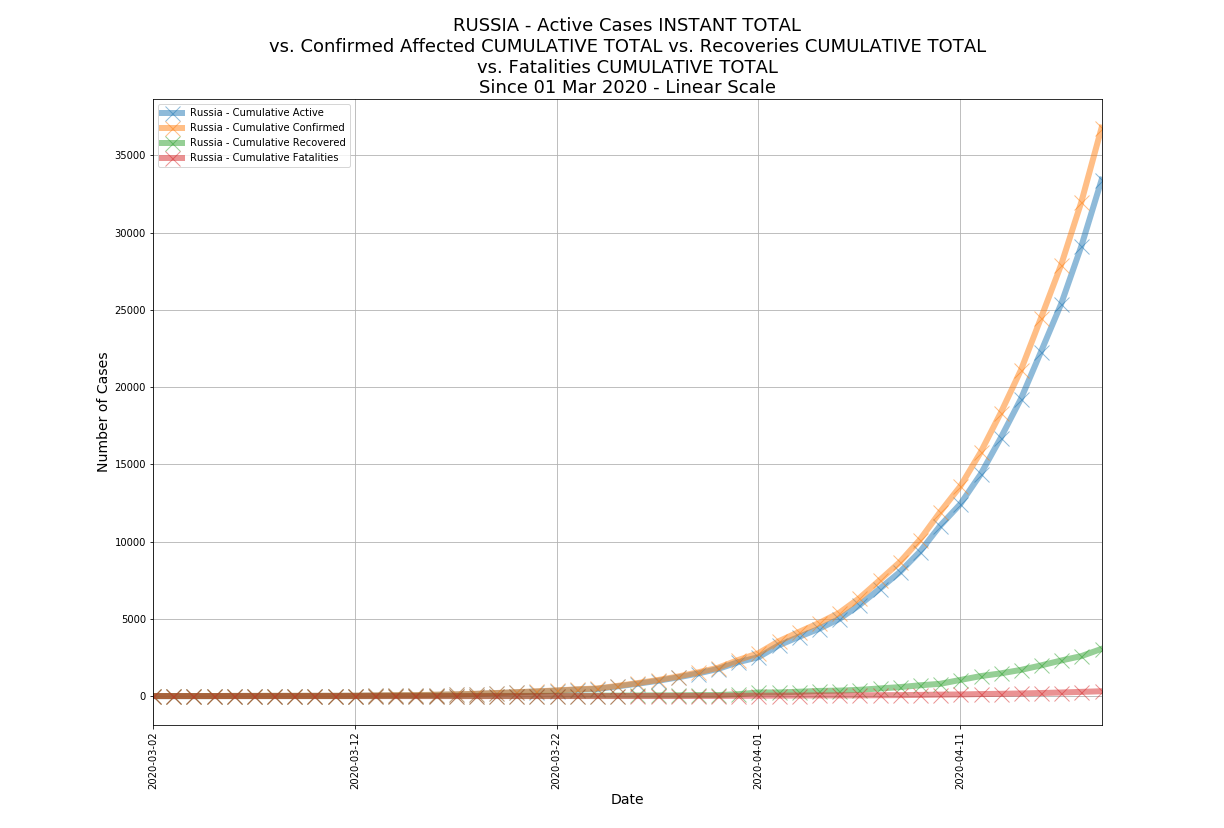 RUSSIA - Active Cases INSTANT TOTAL
vs. Confirmed Affected CUMULATIVE TOTAL vs. Recoveries CUMULATIVE TOTAL
vs. Fatalities CUMULATIVE TOTAL
Since 01 Mar 2020 - Linear Scale
Russia - Cumulative Active
Russia - Cumulative Confirmed
Russia - Cumulative Recovered
Russia - Cumulative Fatalities
35000
30000
25000
20000
15000
10000
5000
0
Number of Cases
2020-03-02
2020-03-12
2020-03-22
2020-04-01
2020-04-11
Date